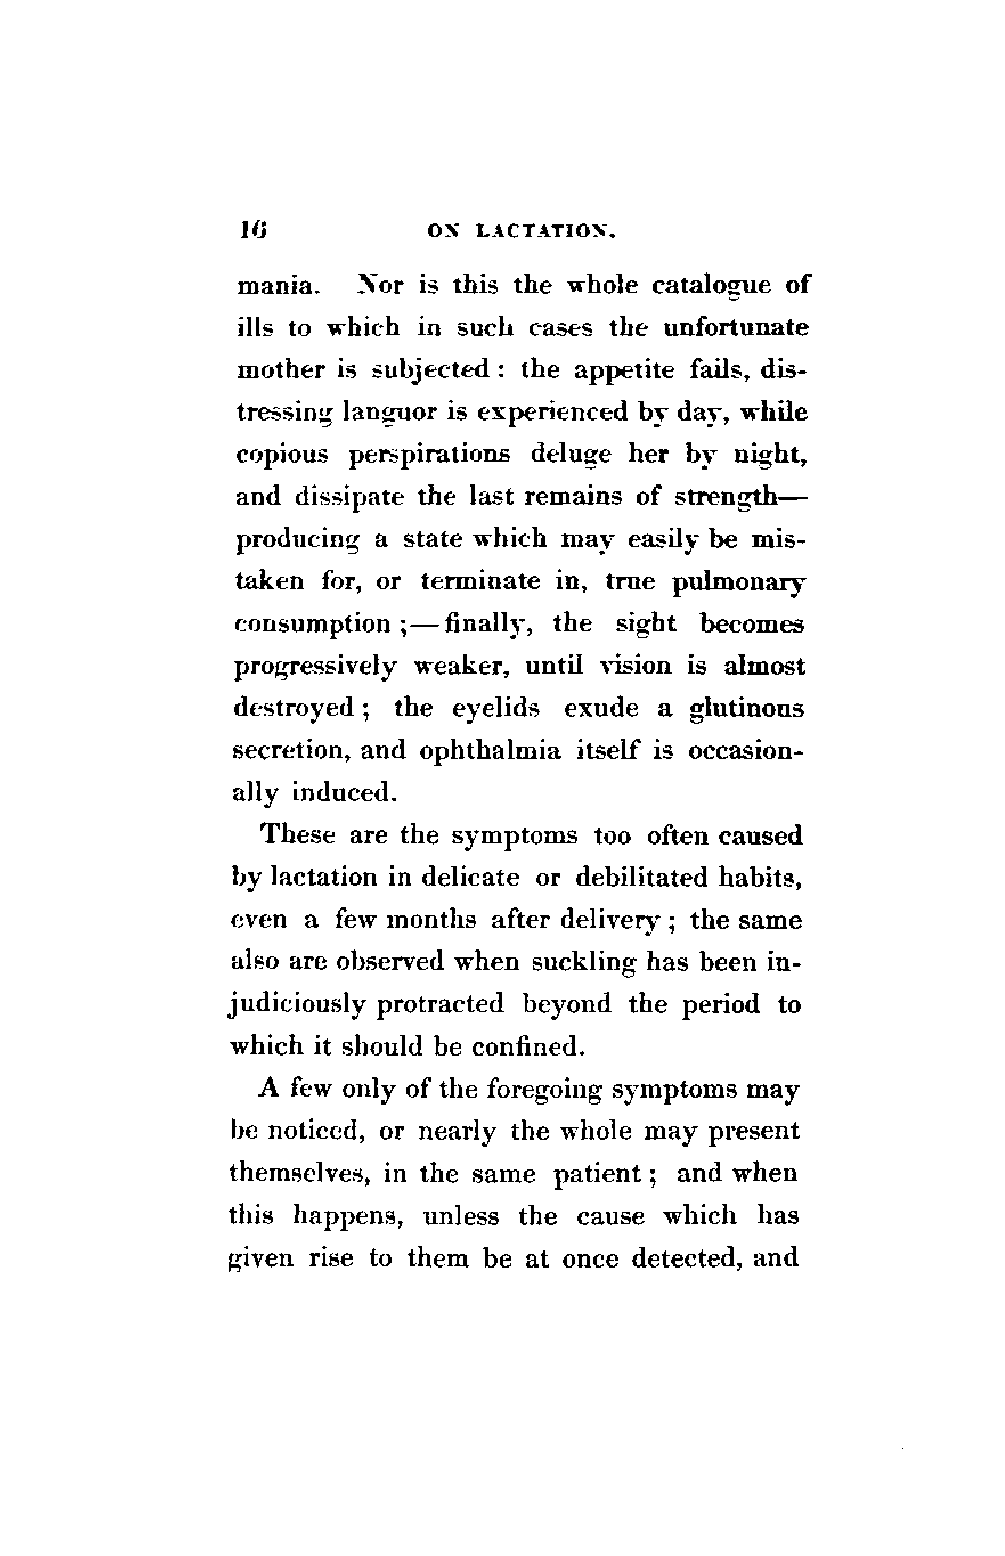 16 ON LACTATION.
mania. Nor is this the whole catalogue of
ills to which in such cases the unfortunate
mother is subjected : the appetite fails, dis-
tressing languor is experienced by day, while
copious perspirations deluge her by night,
and dissipate the last remains of strength—
producing a state which may easily be mis-
taken for, or terminate in, true pulmonary
consumption ;—finally, the sight becomes
progressively weaker, until vision is almost
destroyed ; the eyelids exude a glutinous
secretion, and ophthalmia itself is occasion-
ally induced.
These are the symptoms too often caused
by lactation in delicate or debilitated habits,
even a few months after delivery ; the same
also are observed when suckling has been in-
judiciously protracted beyond the period to
which it should be confined.
A few only of the foregoing symptoms may
be noticed, or nearly the whole may present
themselves, in the same patient ; and when
this happens, unless the cause which has
given rise to them be at once detected, and